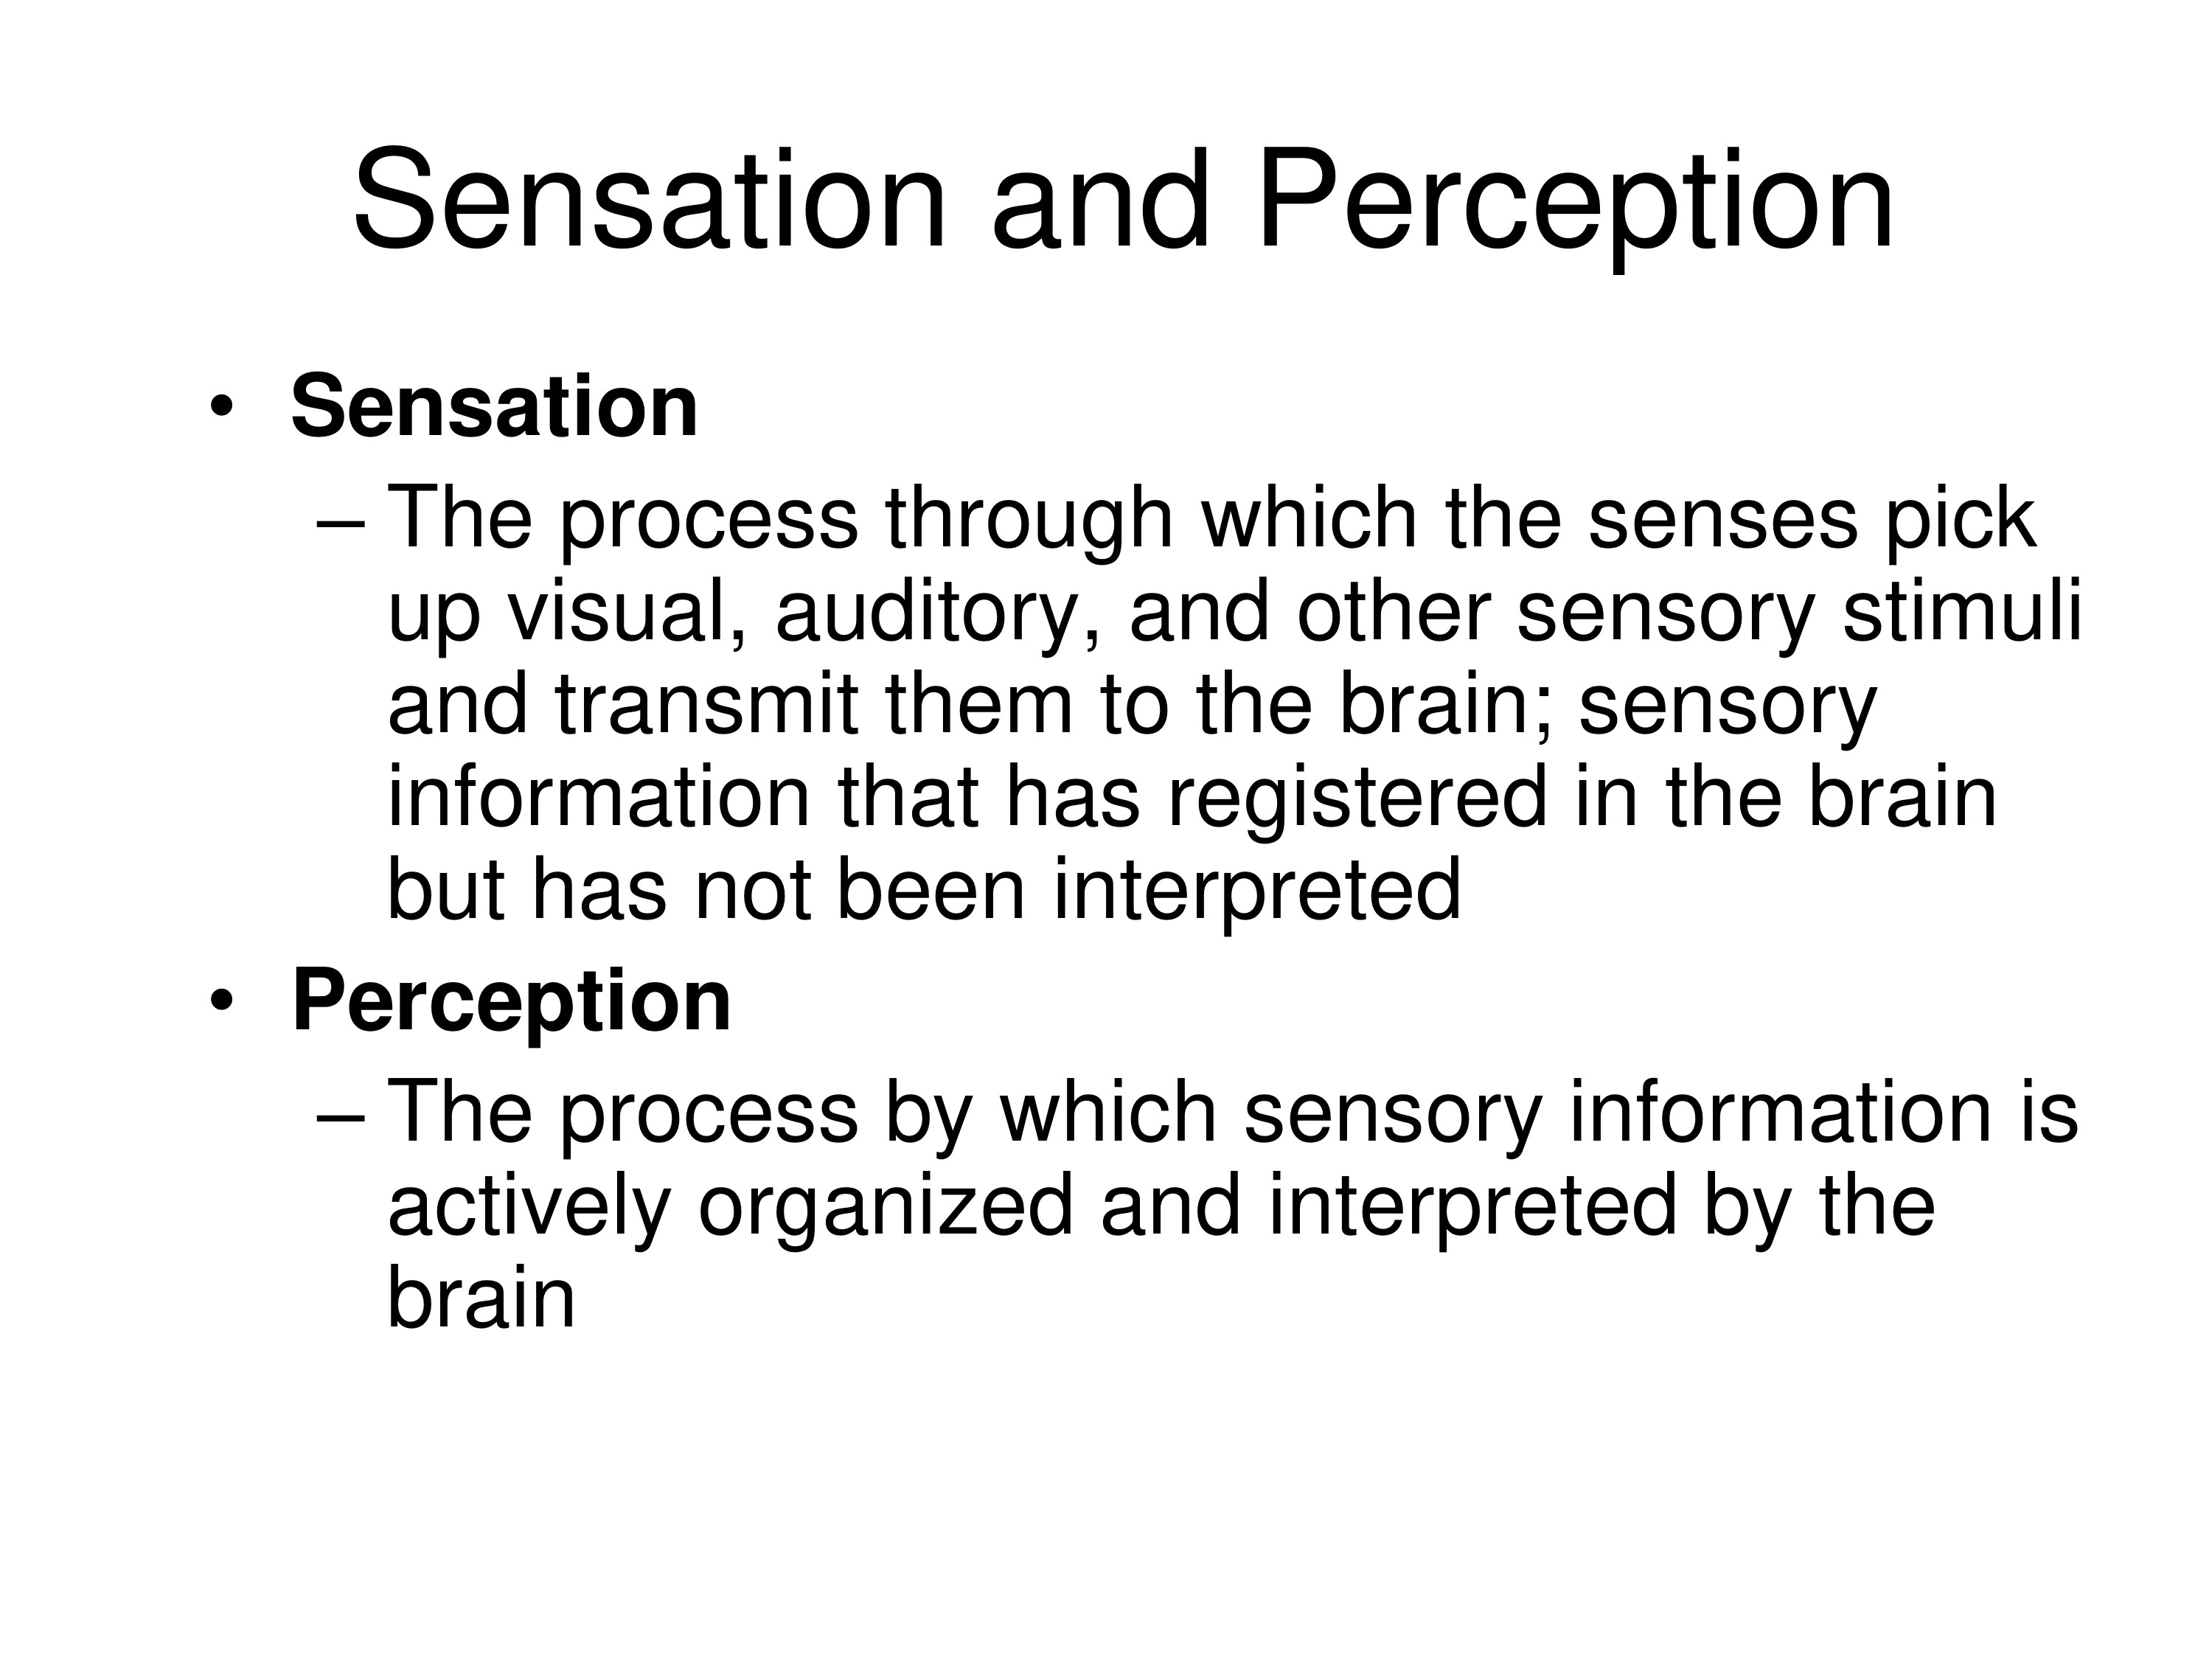 Sensation and Perception
• Sensation
– The process through which the senses pick
up visual, auditory, and other sensory stimuli
and transmit them to the brain; sensory
information that has registered in the brain
but has not been interpreted
• Perception
– The process by which sensory information is
actively organized and interpreted by the
brain